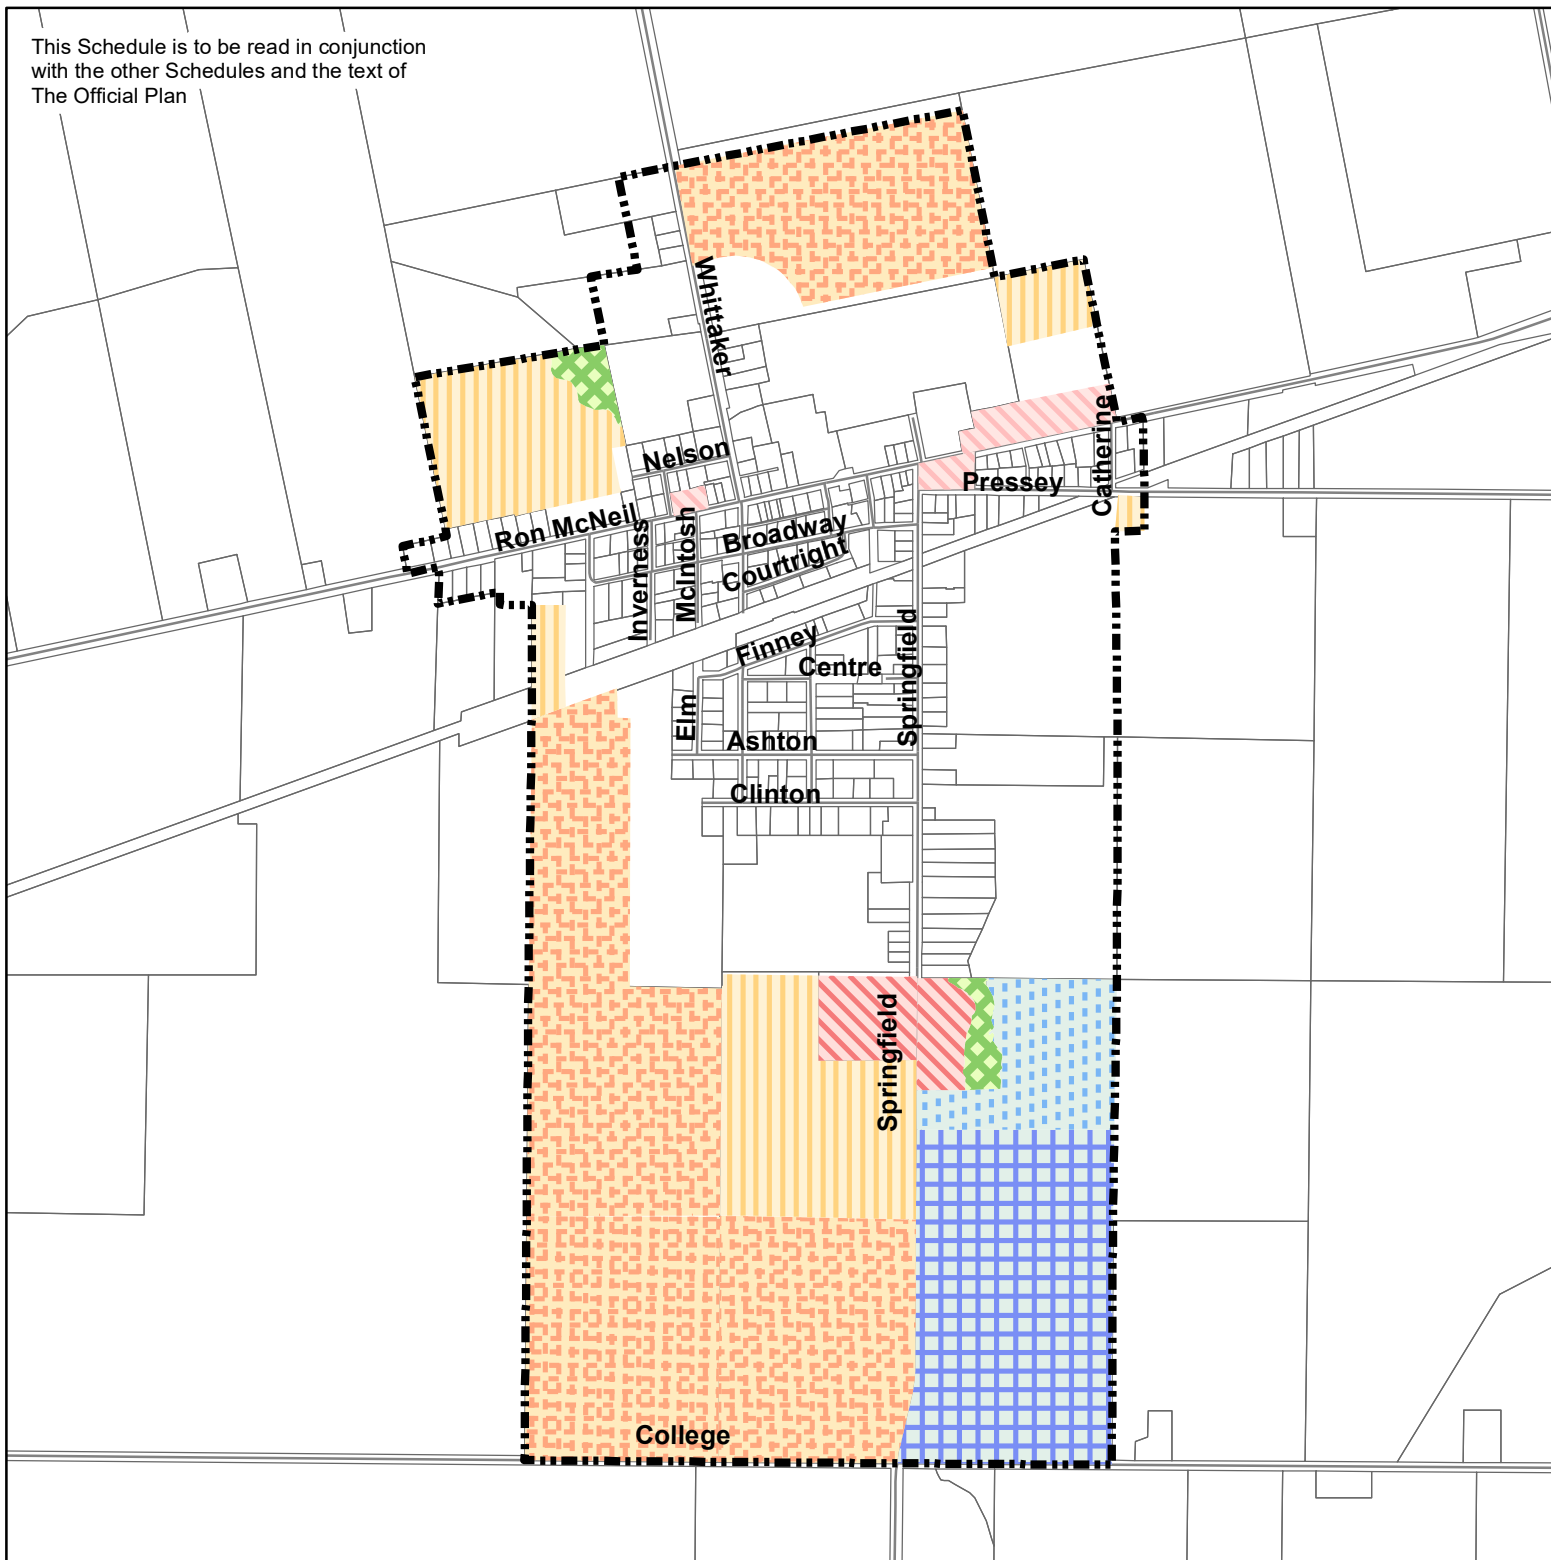 This Schedule is to be read in conjunction
with the other Schedules and the text of
The Official Plan
Whittaker
Nelson
Catherine
Pressey
Ron McNeil
Inverness
McIntosh
Broadway
Courtright
Springfield
Finney
Centre
Elm
Ashton
Clinton
Springfield
College